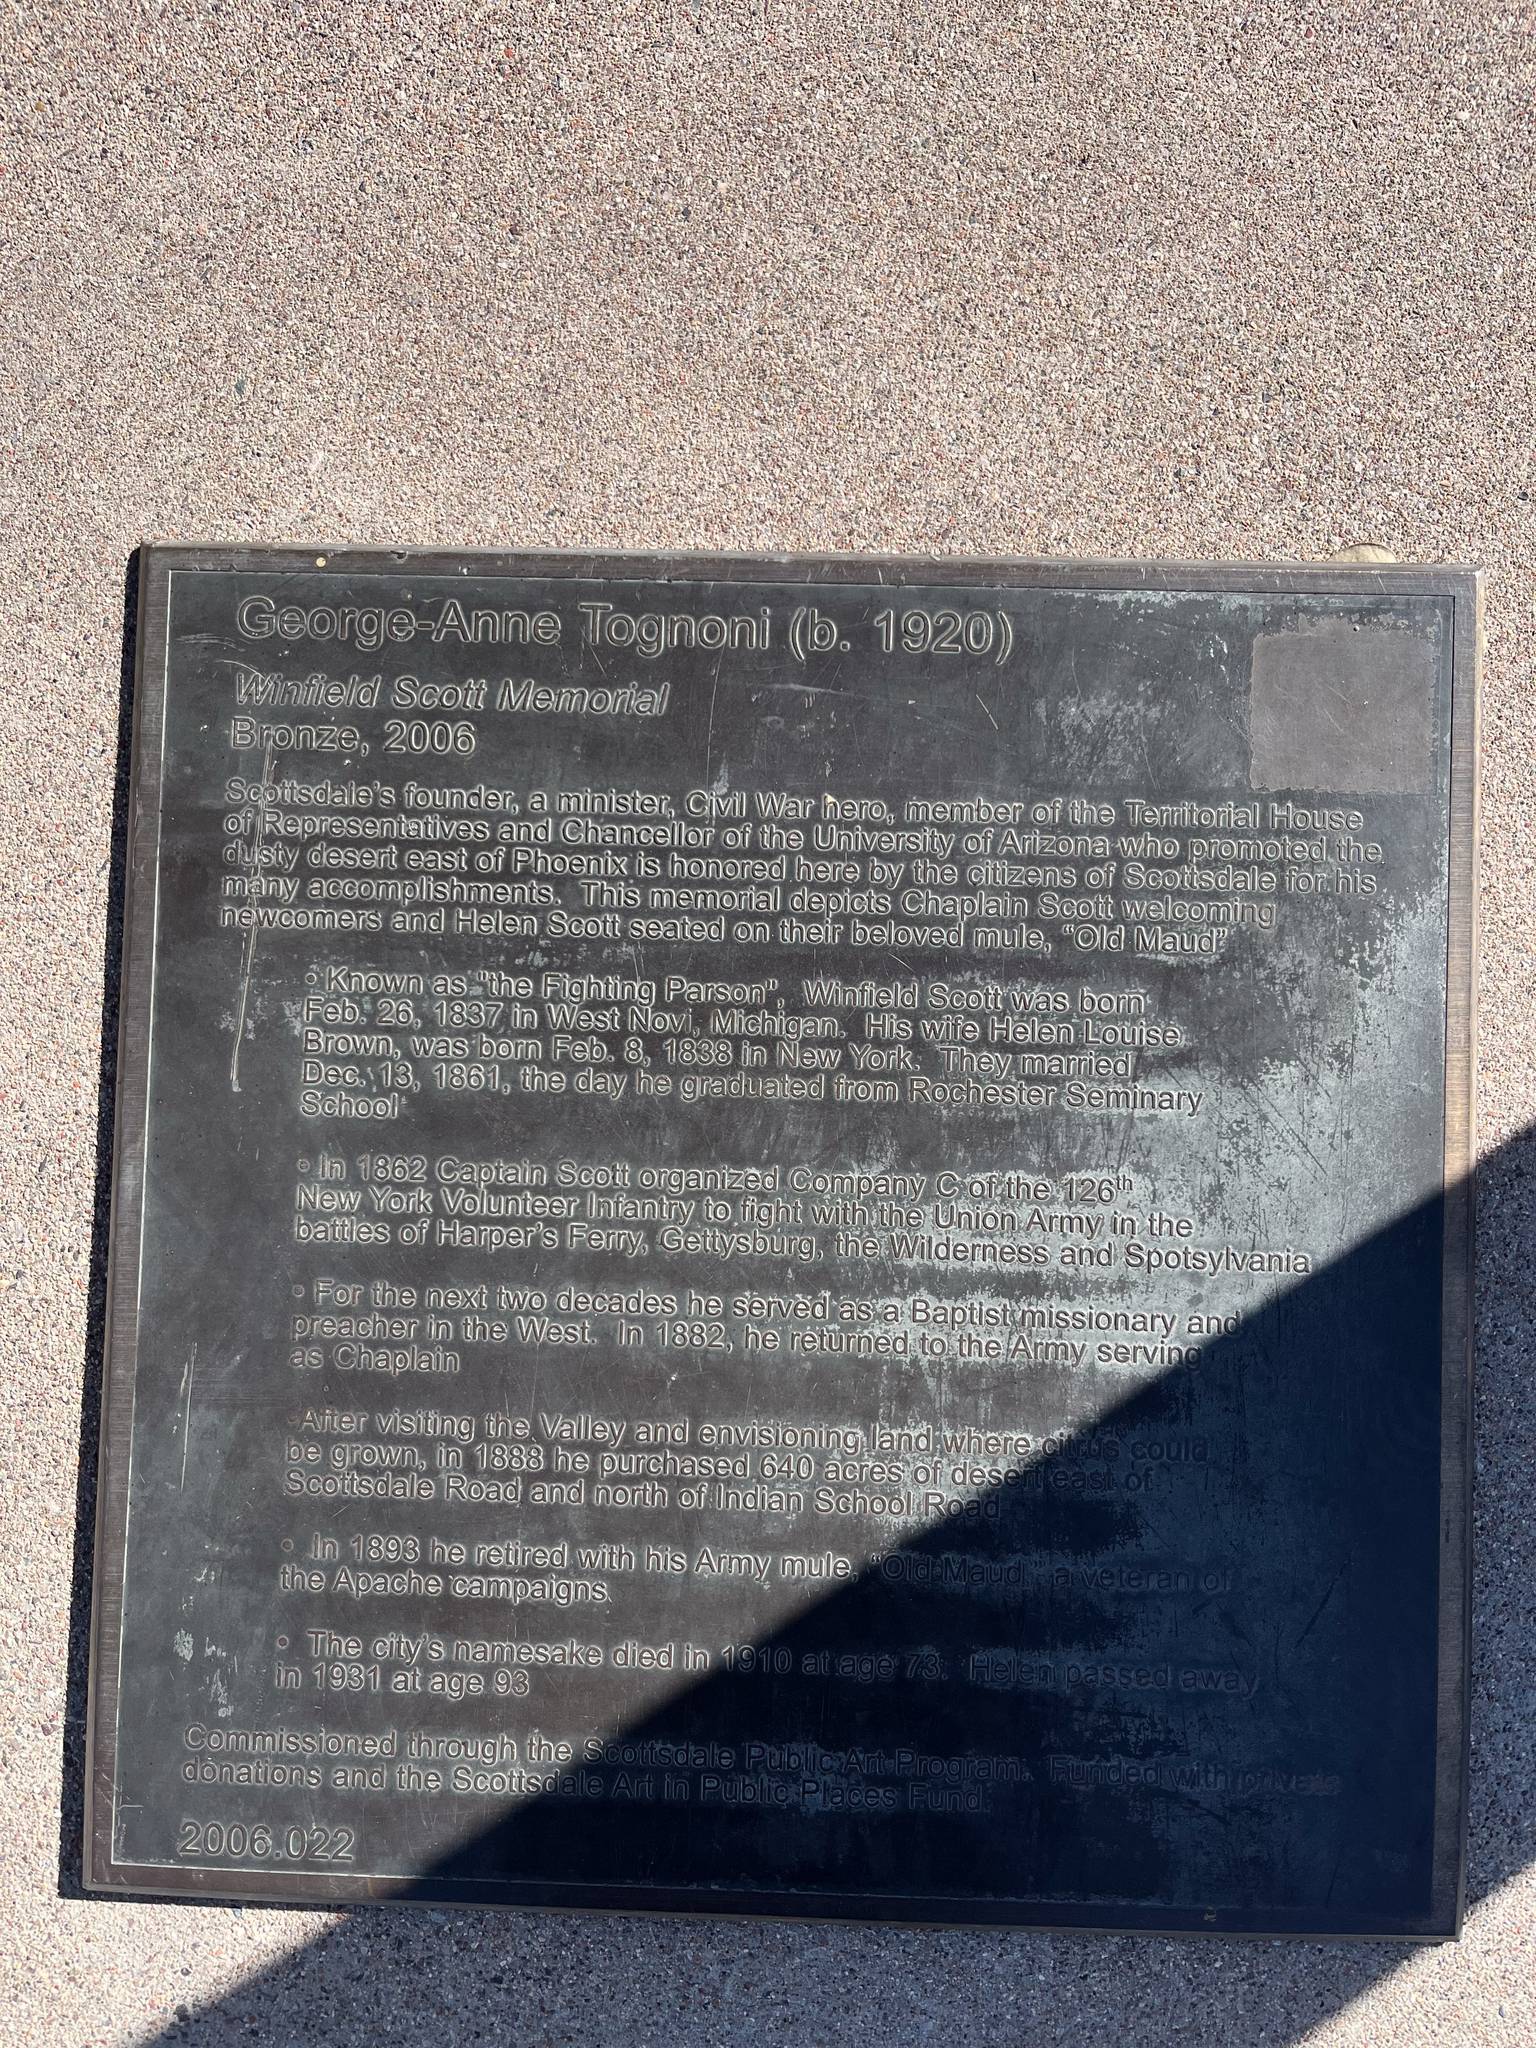 George-Anne Tognoni (b. 1920)
Winfield Scott Memorial
Bronze, 2006
Scottsdale's founder, a minister, Civil War hero, member of the Territorial House
of Representatives and Chancellor of the University of Arizona who promoted the
dusty desert east of Phoenix is honored here by the citizens of Scottsdale for his
many accomplishments. This memorial depicts Chaplain Scott welcoming
newcomers and Helen Scott seated on their beloved mule, "Old Maud"
• Known as "the Fighting Parson", Winfield Scott was born
Feb. 26, 1837 in West Novi, Michigan. His wife Helen Louise
Brown, was born Feb. 8, 1838 in New York. They married
Dec. 13, 1861, the day he graduated from Rochester Seminary
School
• In 1862 Captain Scott organized Company C of the 126th
New York Volunteer Infantry to fight with the Union Army in the
battles of Harper's Ferry, Gettysburg, the Wilderness and Spotsylvania
• For the next two decades he served as a Baptist missionary and
preacher in the West. In 1882, he returned to the Army serving
as Chaplain
•After visiting the Valley and envisioning land where citrus could
be grown, in 1888 he purchased 640 acres of desert east of
Scottsdale Road and north of Indian School Road
• In 1893 he retired with his Army mule, "Old Maud," a veteran of
the Apache campaigns
• The city's namesake died in 1910 at age 73. Helen passed away
in 1931 at age 93
Commissioned through the Scottsdale Public Art Program. Funded with private
donations and the Scottsdale Art in Public Places Fund.
2006.022